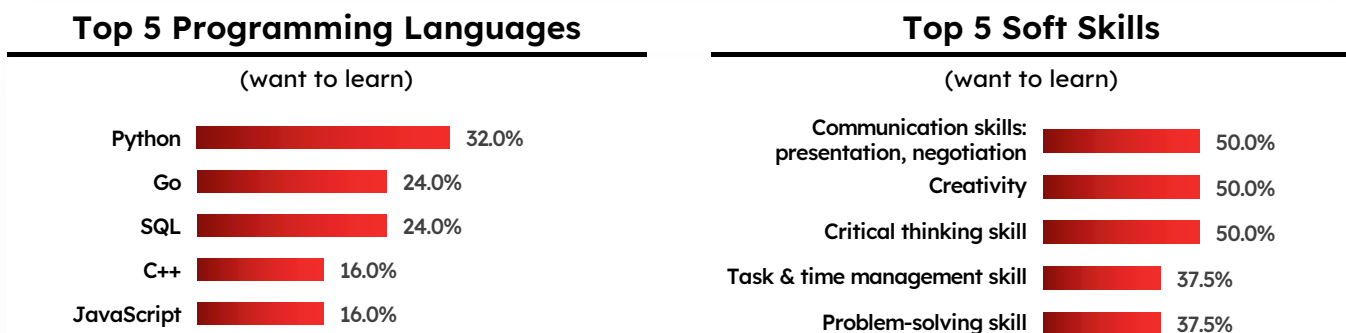 Top 5 Programming Languages
(want to learn)
Python 32.0%
Go 24.0%
SQL 24.0%
C++ 16.0%
JavaScript 16.0%
Top 5 Soft Skills
(want to learn)
Communication skills:
presentation, negotiation 50.0%
Creativity 50.0%
Critical thinking skill 50.0%
Task & time management skill 37.5%
Problem-solving skill 37.5%